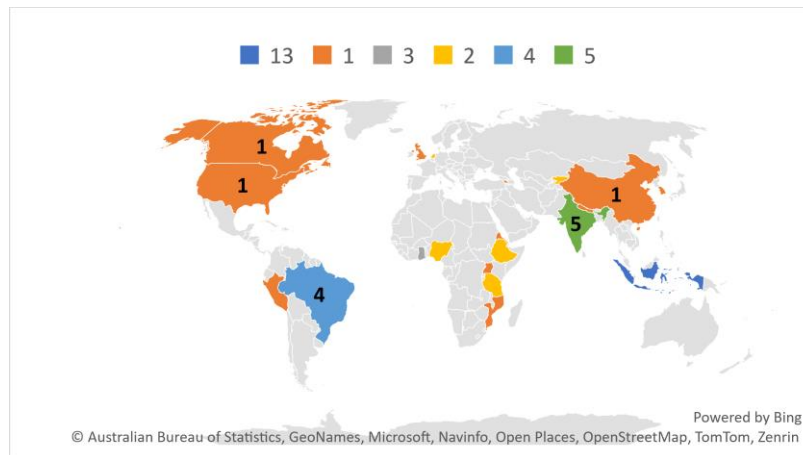 13 1 3 2 4 5
1
1
1
5
4
Powered by Bing
© Australian Bureau of Statistics, GeoNames, Microsoft, Navinfo, Open Places, OpenStreetMap, TomTom, Zenrin